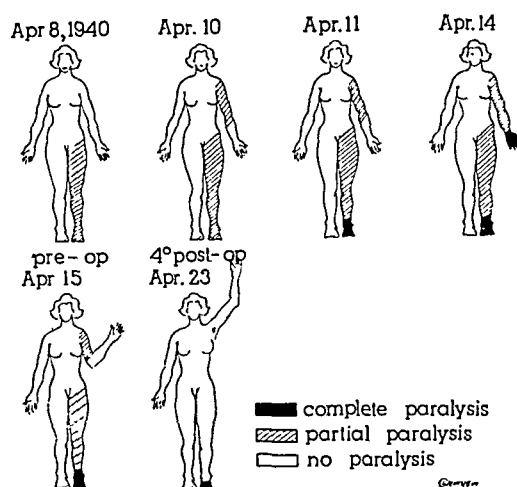 Apr 8, 1940
Apr. 10
Apr. 11
Apr. 14
pre-op
Apr 15
4° post-op
Apr. 23
complete paralysis
partial paralysis
no paralysis